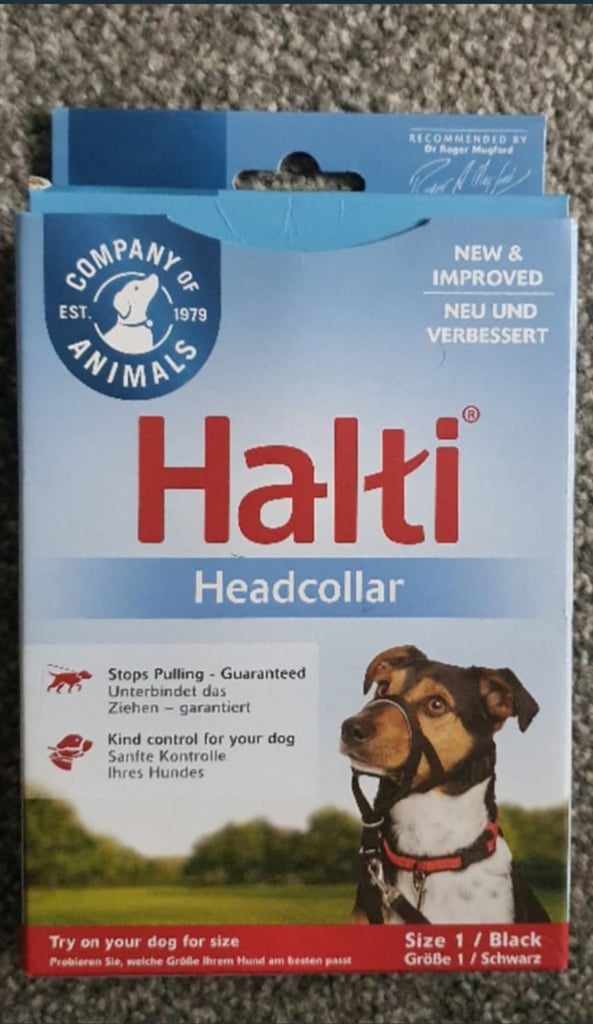 RECOMMENDED BY
Dr Roger Mugford
COMPANY OF
EST. 1979
ANIMALS
NEW &
IMPROVED
NEU UND
VERBESSERT
Halti®
Headcollar
Stops Pulling - Guaranteed
Unterbindet das
Ziehen – garantiert
Kind control for your dog
Sanfte Kontrolle
Ihres Hundes
Try on your dog for size
Probieren Sie, welche Größe Ihrem Hund am besten passt
Size 1 / Black
Größe 1 / Schwarz